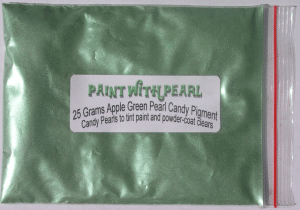 PAINT WITH PEARL
25 Grams Apple Green Pearl Candy Pigment
Candy Pearls to tint paint and powder-coat clears